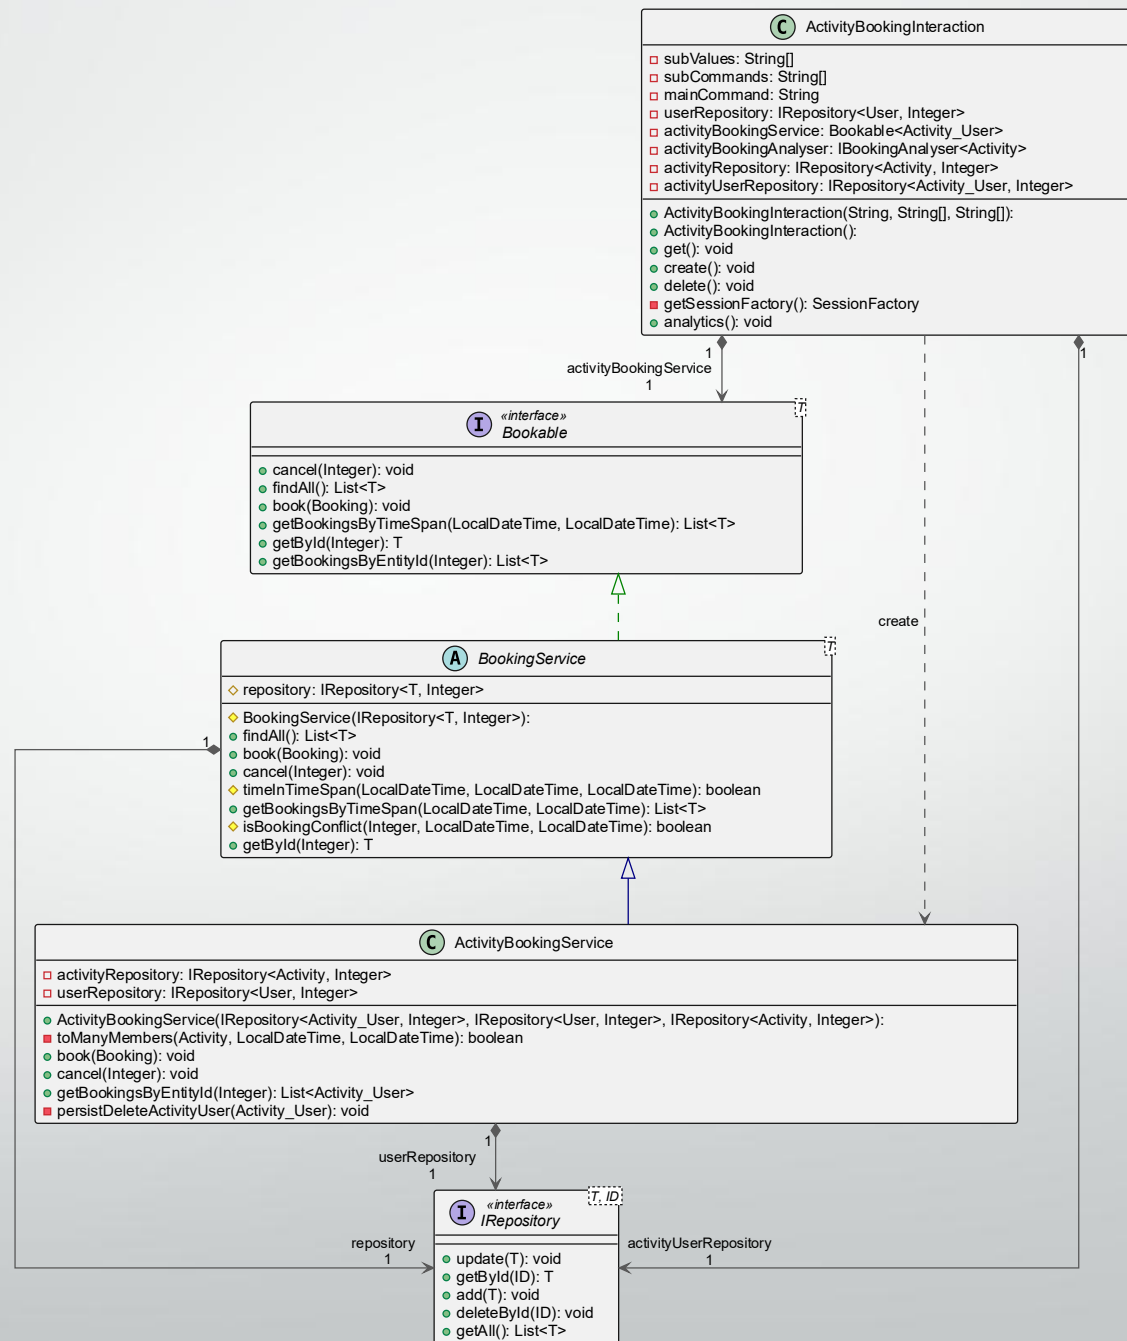 C ActivityBookingInteraction
subValues: String[]
subCommands: String[]
mainCommand: String
userRepository: IRepository<User, Integer>
activityBookingService: Bookable<Activity_User>
activityBookingAnalyser: IBookingAnalyser<Activity>
activityRepository: IRepository<Activity, Integer>
activityUserRepository: IRepository<Activity_User, Integer>
ActivityBookingInteraction(String, String[], String[]):
ActivityBookingInteraction():
get(): void
create(): void
delete(): void
getSessionFactory(): SessionFactory
analytics(): void
1
1
activityBookingService
1
T
I «interface»
Bookable
cancel(Integer): void
findAll(): List<T>
book(Booking): void
getBookingsByTimeSpan(LocalDateTime, LocalDateTime): List<T>
getById(Integer): T
getBookingsByEntityId(Integer): List<T>
create
T
A BookingService
repository: IRepository<T, Integer>
BookingService(IRepository<T, Integer>):
findAll(): List<T>
book(Booking): void
cancel(Integer): void
timeInTimeSpan(LocalDateTime, LocalDateTime, LocalDateTime): boolean
getBookingsByTimeSpan(LocalDateTime, LocalDateTime): List<T>
isBookingConflict(Integer, LocalDateTime, LocalDateTime): boolean
getById(Integer): T
1
C ActivityBookingService
activityRepository: IRepository<Activity, Integer>
userRepository: IRepository<User, Integer>
ActivityBookingService(IRepository<Activity_User, Integer>, IRepository<User, Integer>, IRepository<Activity, Integer>):
toManyMembers(Activity, LocalDateTime, LocalDateTime): boolean
book(Booking): void
cancel(Integer): void
getBookingsByEntityId(Integer): List<Activity_User>
persistDeleteActivityUser(Activity_User): void
1
userRepository
1
T, ID
I «interface»
IRepository
repository
1
activityUserRepository
1
update(T): void
getById(ID): T
add(T): void
deleteById(ID): void
getAll(): List<T>